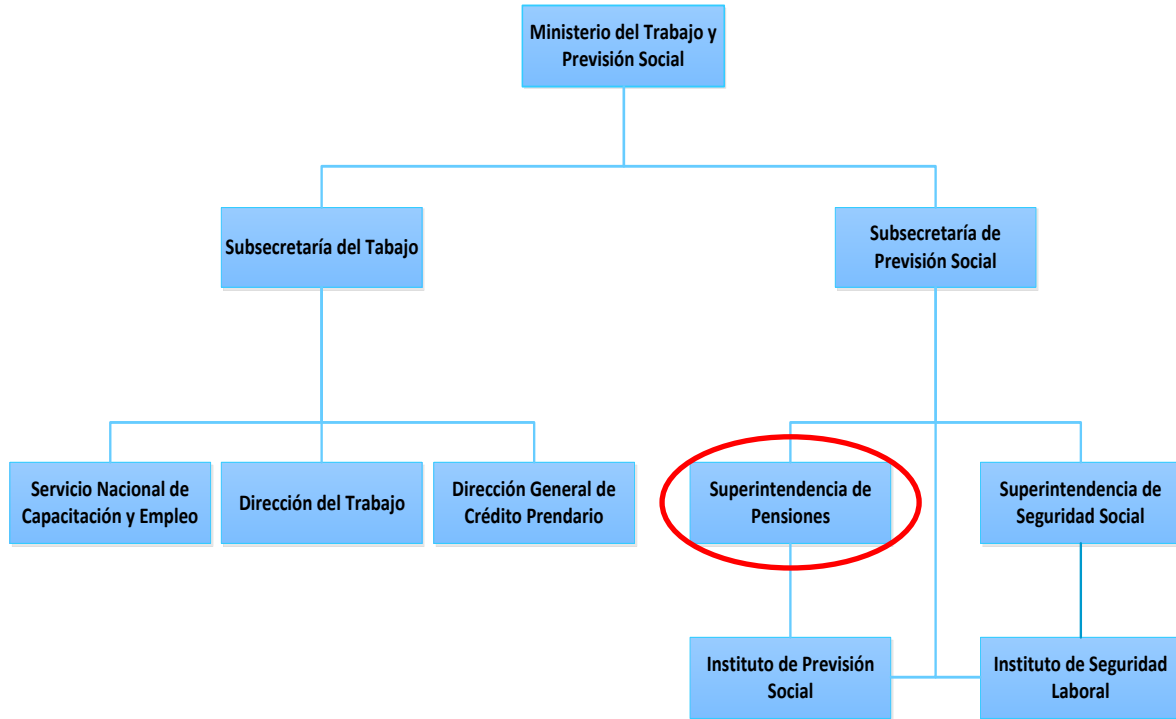 Ministerio del Trabajo y
Previsión Social
Subsecretaría del Tabajo
Subsecretaría de
Previsión Social
Servicio Nacional de
Capacitación y Empleo
Dirección del Trabajo
Dirección General de
Crédito Prendario
Superintendencia de
Pensiones
Superintendencia de
Seguridad Social
Instituto de Previsión
Social
Instituto de Seguridad
Laboral